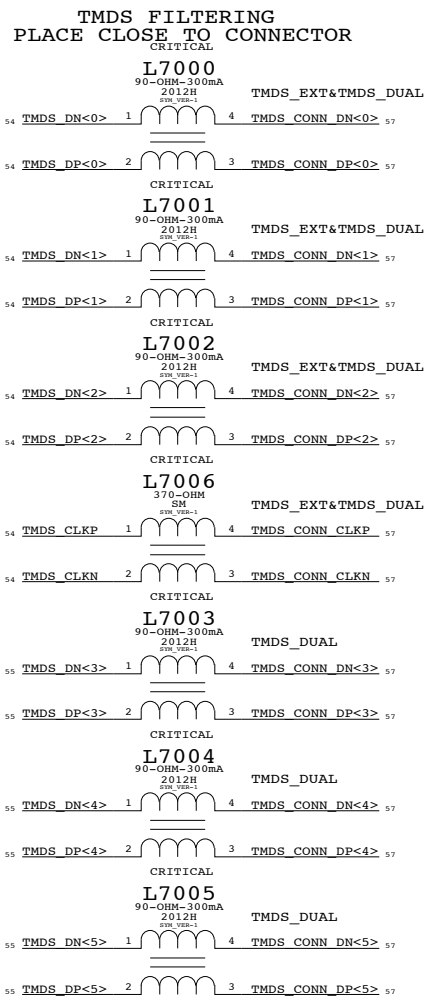 TMDS FILTERING
PLACE CLOSE TO CONNECTOR
CRITICAL
L7000
90-OHM-300mA
2012H
SYM_VER-1
TMDS_EXT&TMDS_DUAL
54 TMDS_DN<0> 1 4 TMDS_CONN_DN<0> 57
54 TMDS_DP<0> 2 3 TMDS_CONN_DP<0> 57
CRITICAL
L7001
90-OHM-300mA
2012H
SYM_VER-1
TMDS_EXT&TMDS_DUAL
54 TMDS_DN<1> 1 4 TMDS_CONN_DN<1> 57
54 TMDS_DP<1> 2 3 TMDS_CONN_DP<1> 57
CRITICAL
L7002
90-OHM-300mA
2012H
SYM_VER-1
TMDS_EXT&TMDS_DUAL
54 TMDS_DN<2> 1 4 TMDS_CONN_DN<2> 57
54 TMDS_DP<2> 2 3 TMDS_CONN_DP<2> 57
CRITICAL
L7006
370-OHM
SM
SYM_VER-1
TMDS_EXT&TMDS_DUAL
54 TMDS_CLKP 1 4 TMDS_CONN_CLKP 57
54 TMDS_CLKN 2 3 TMDS_CONN_CLKN 57
CRITICAL
L7003
90-OHM-300mA
2012H
SYM_VER-1
TMDS_DUAL
55 TMDS_DN<3> 1 4 TMDS_CONN_DN<3> 57
55 TMDS_DP<3> 2 3 TMDS_CONN_DP<3> 57
CRITICAL
L7004
90-OHM-300mA
2012H
SYM_VER-1
TMDS_DUAL
55 TMDS_DN<4> 1 4 TMDS_CONN_DN<4> 57
55 TMDS_DP<4> 2 3 TMDS_CONN_DP<4> 57
CRITICAL
L7005
90-OHM-300mA
2012H
SYM_VER-1
TMDS_DUAL
55 TMDS_DN<5> 1 4 TMDS_CONN_DN<5> 57
55 TMDS_DP<5> 2 3 TMDS_CONN_DP<5> 57